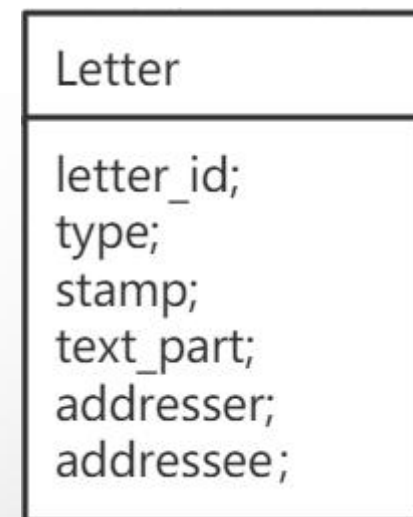 Letter
letter_id;
type;
stamp;
text_part;
addresser;
addressee;